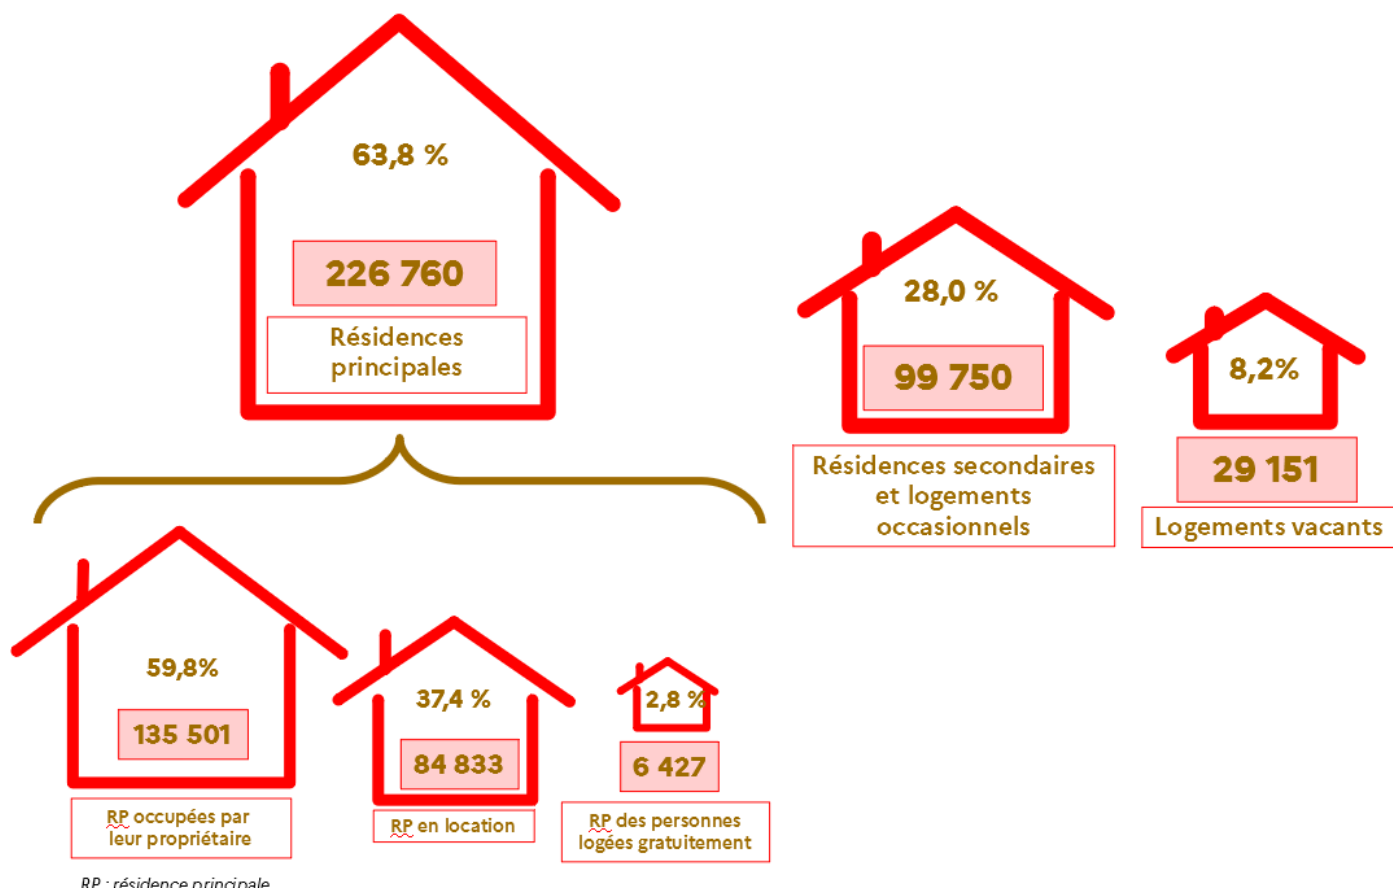 63,8 %
226 760
Résidences
principales
28,0 %
99 750
Résidences secondaires
et logements
occasionnels
8,2%
29 151
Logements vacants
59,8%
135 501
RP occupées par
leur propriétaire
37,4 %
84 833
RP en location
2,8 %
6 427
RP des personnes
logées gratuitement
RP : résidence principale